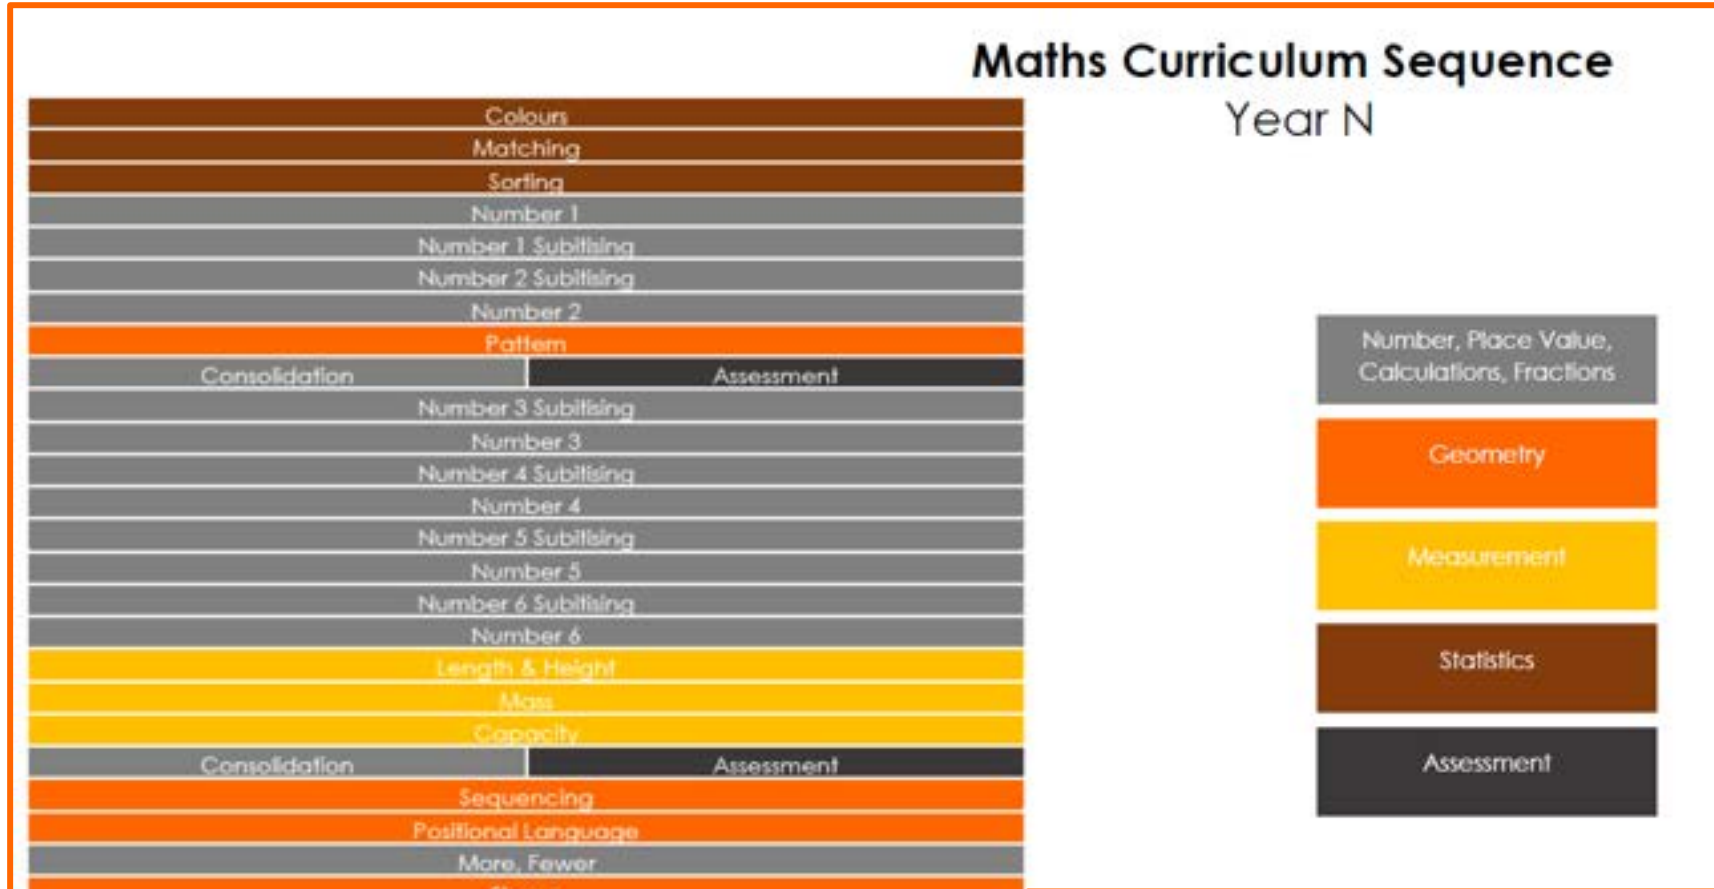 Maths Curriculum Sequence
Year N
Colours
Matching
Sorting
Number 1
Number 1 Subitising
Number 2 Subitising
Number 2
Pattern
Consolidation Assessment
Number 3 Subitising
Number 3
Number 4 Subitising
Number 4
Number 5 Subitising
Number 5
Number 6 Subitising
Number 6
Length & Height
Mass
Capacity
Consolidation Assessment
Sequencing
Positional Language
More, Fewer
Number, Place Value,
Calculations, Fractions
Geometry
Measurement
Statistics
Assessment